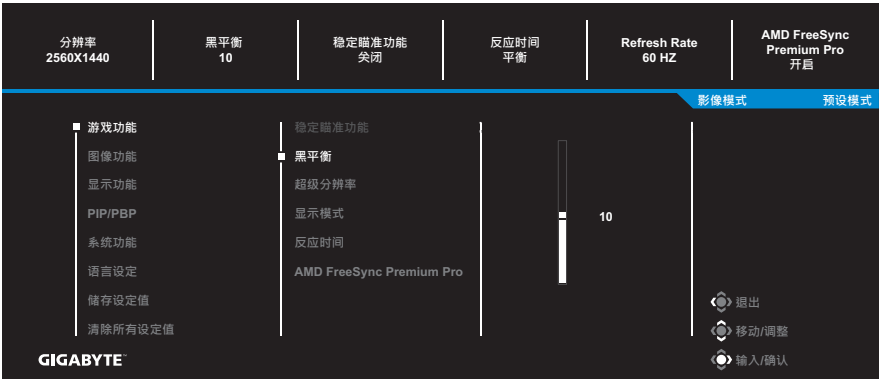 分辨率
2560X1440
黑平衡
10
稳定瞄准功能
关闭
反应时间
平衡
Refresh Rate
60 HZ
AMD FreeSync
Premium Pro
开启
影像模式 预设模式
游戏功能
图像功能
显示功能
PIP/PBP
系统功能
语言设定
储存设定值
清除所有设定值
稳定瞄准功能
黑平衡
超级分辨率
显示模式
反应时间
AMD FreeSync Premium Pro
10
退出
移动/调整
输入/确认
GIGABYTE™